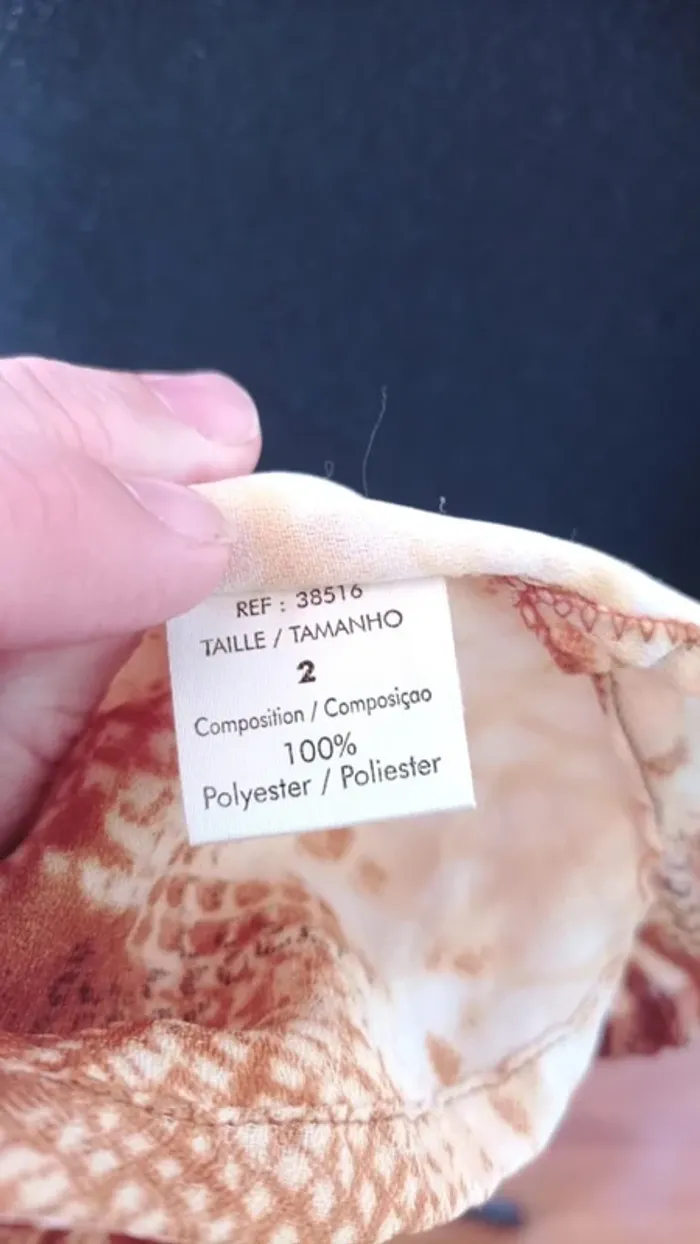 REF : 38516
TAILLE / TAMANHO
2
Composition / Composiçao
100%
Polyester / Poliester